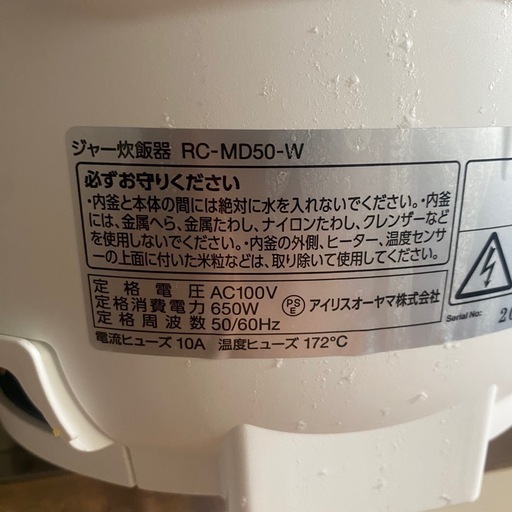 ジャー炊飯器 RC-MD50-W
必ずお守りください
・内釜と本体の間には絶対に水を入れないでください。・内釜
には、金属へら、金属たわし、ナイロンたわし、クレンザーなど
を使用しないでください。・内釜の外側、ヒーター、温度センサ
ーの上面に付いた米粒などは、取り除いて使用してください。
定格電圧 AC100V
定格消費電力 650W
定格周波数 50/60Hz
PS
E
アイリスオーヤマ株式会社
Serial No: 20
電流ヒューズ 10A 温度ヒューズ 172℃